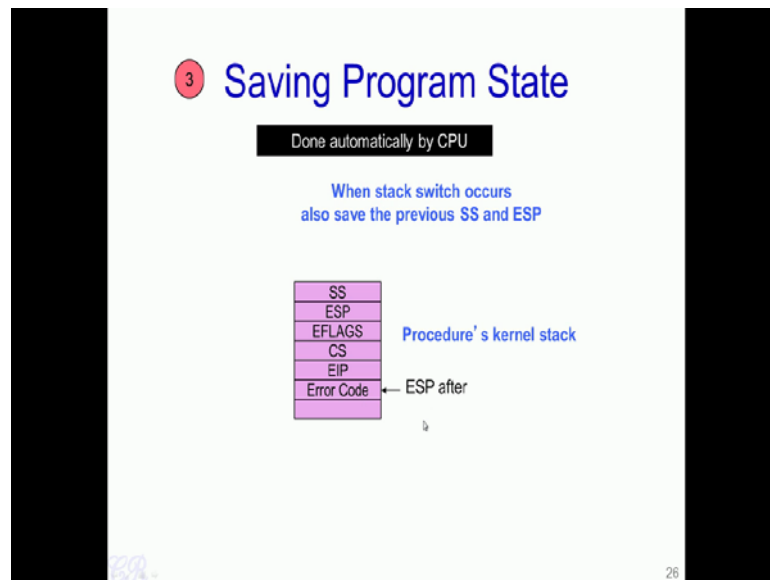 3 Saving Program State
Done automatically by CPU
When stack switch occurs
also save the previous SS and ESP
SS
ESP
EFLAGS
CS
EIP
Error Code
Procedure's kernel stack
ESP after
26